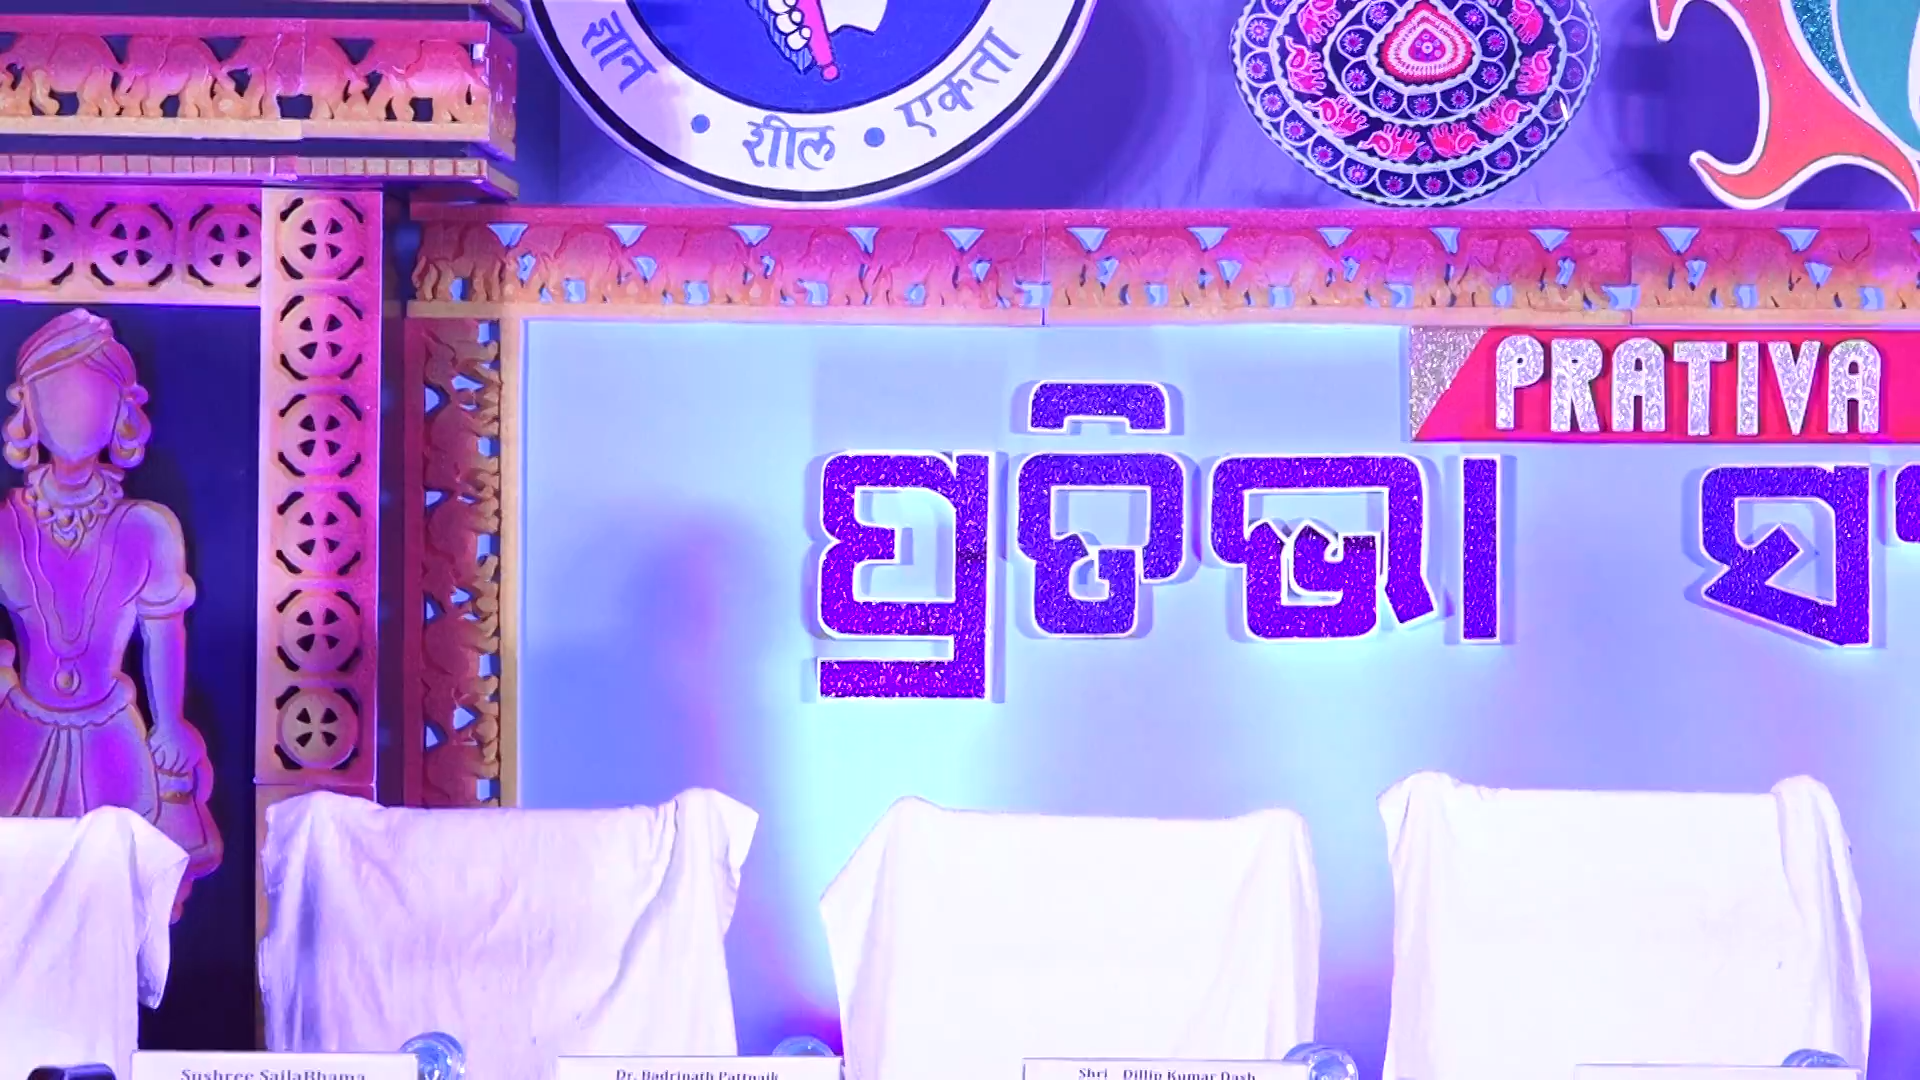 ज्ञान • शील • एकता
PRATIVA
ପ୍ରତିଭା ସ
Sushree SailaBhama
Dr. Badrinath Pattnaik
Shri Dillip Kumar Dash